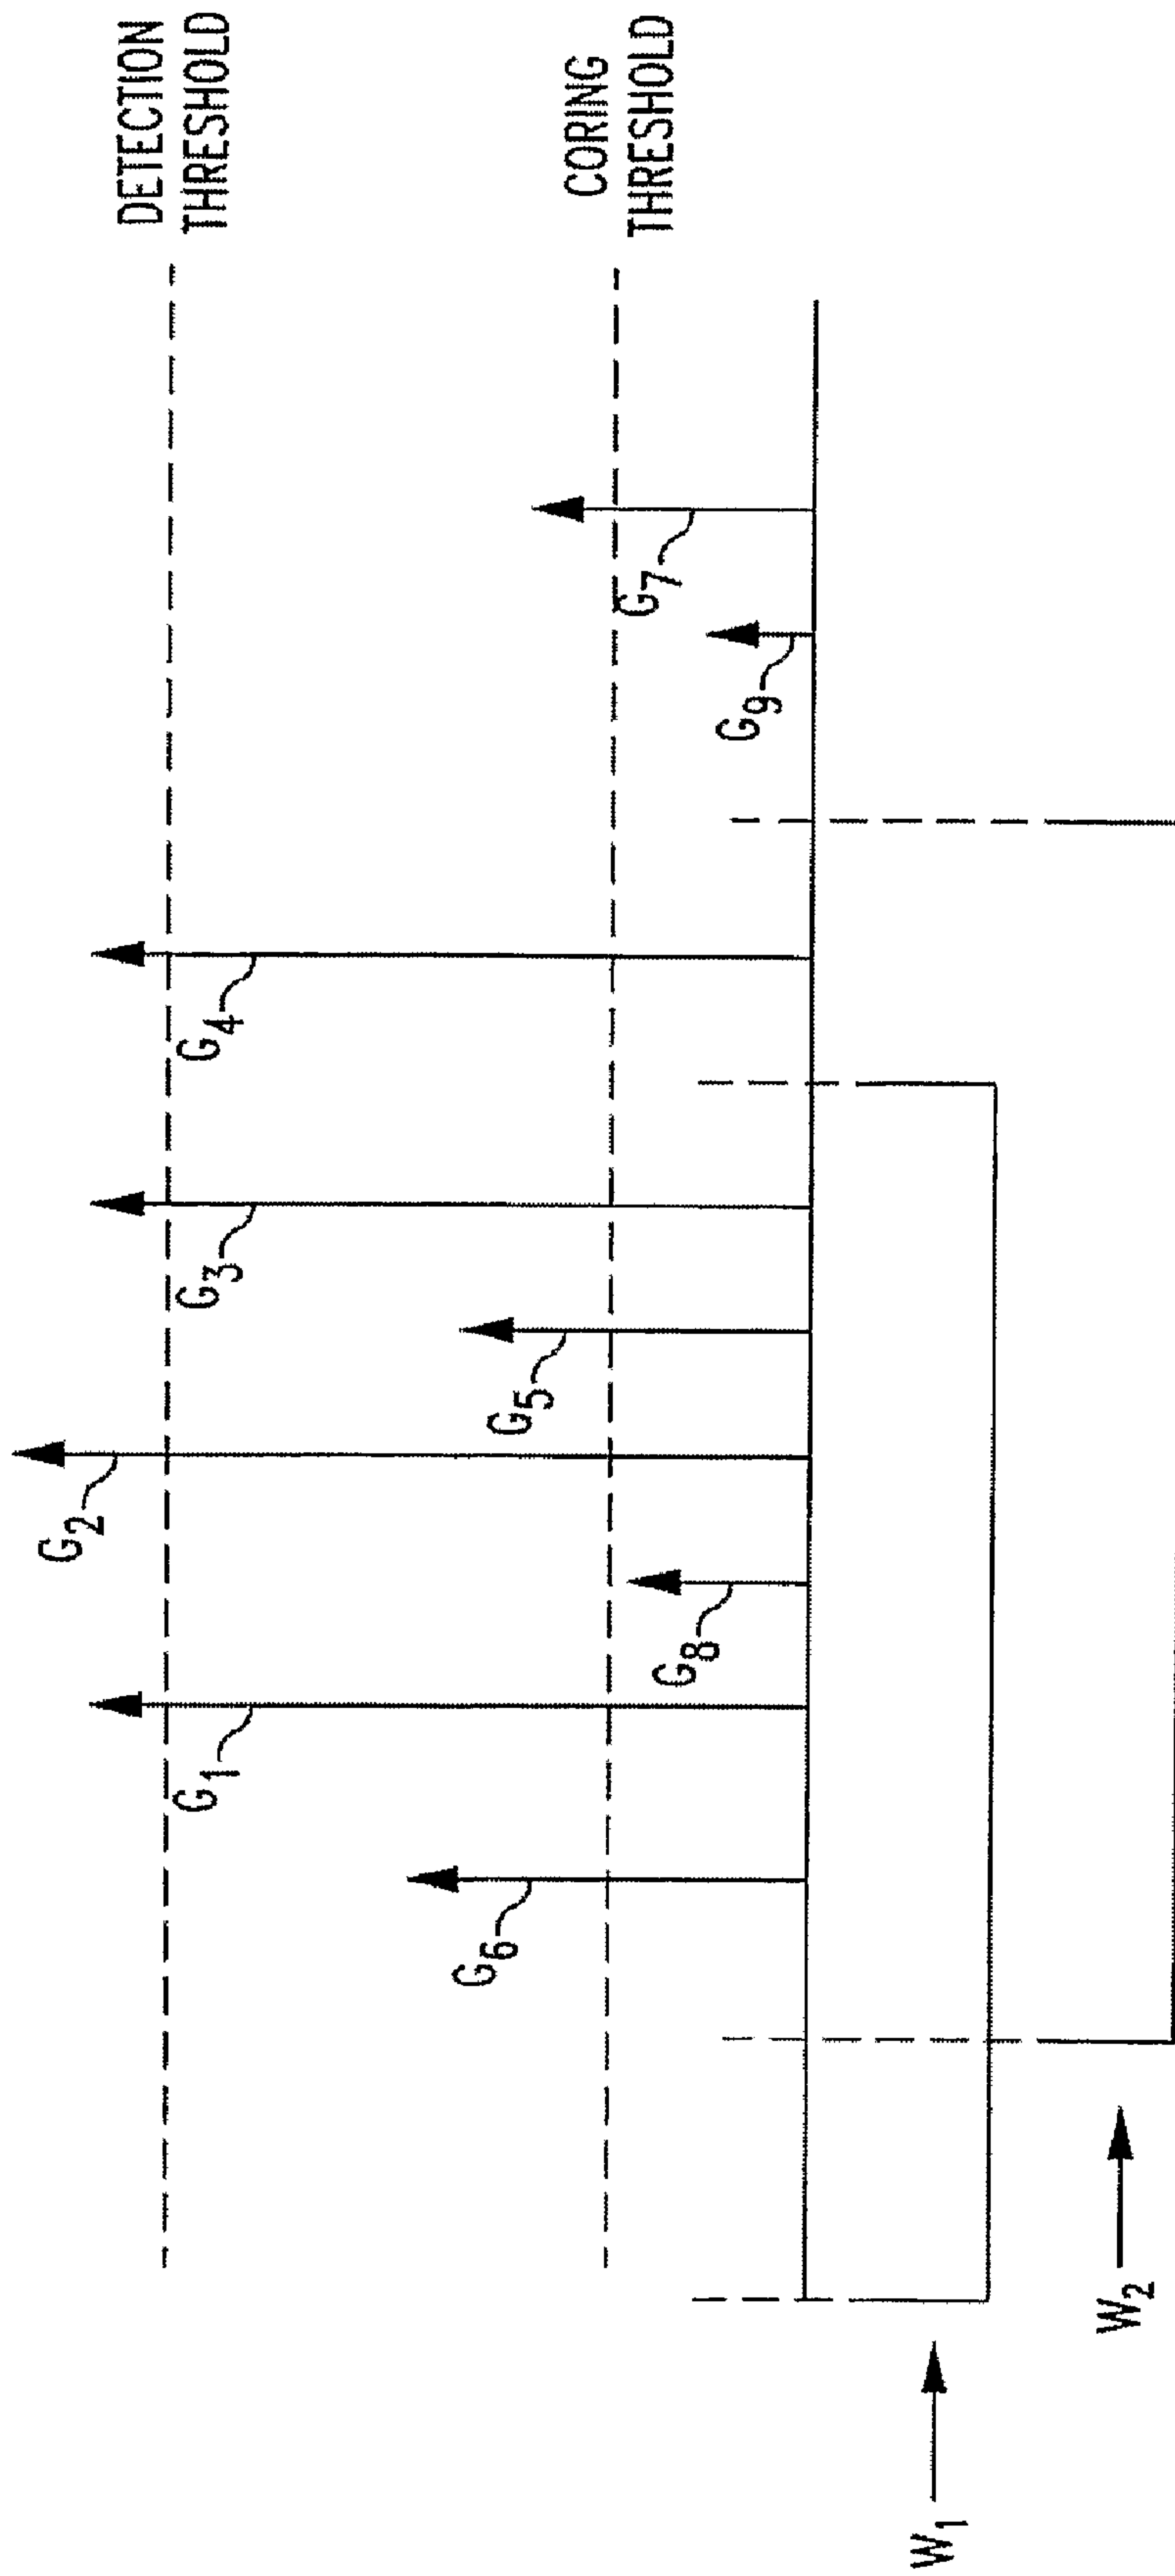 DETECTION
THRESHOLD
CORING
THRESHOLD
G2
G1
G3
G4
G6
G5
G8
G7
G9
W1
W2